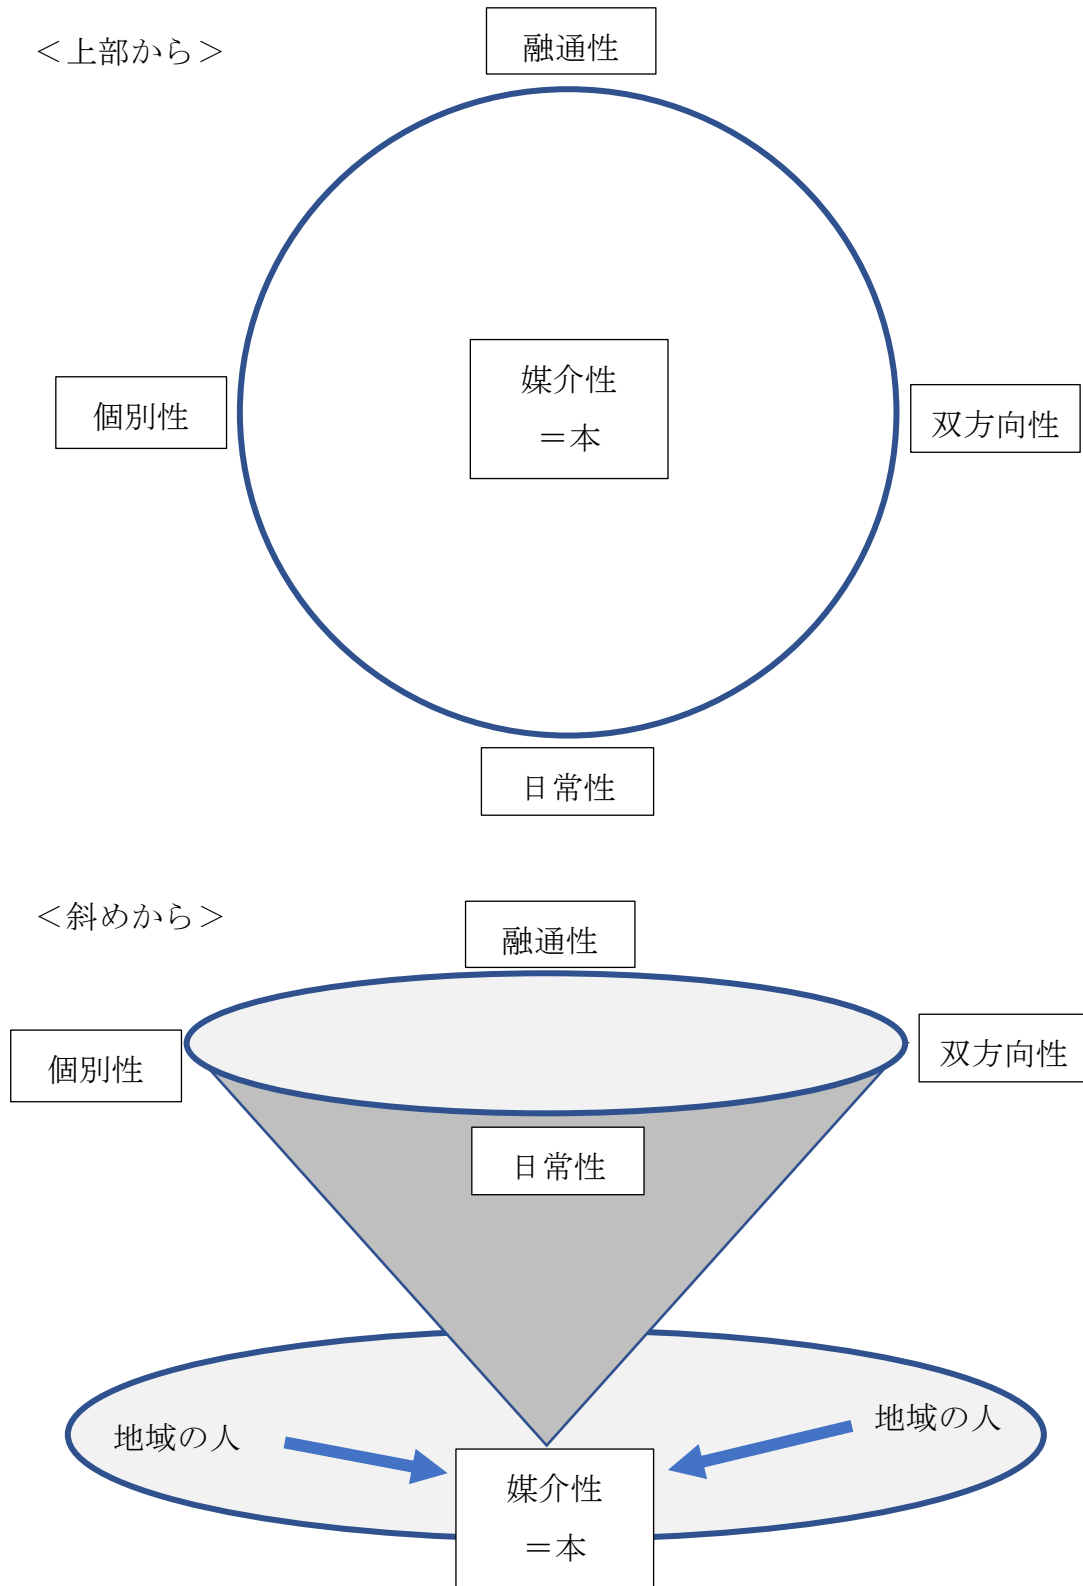 ＜上部から＞
融通性
個別性
媒介性
＝本
双方向性
日常性
＜斜めから＞
融通性
個別性
双方向性
日常性
地域の人
地域の人
媒介性
＝本